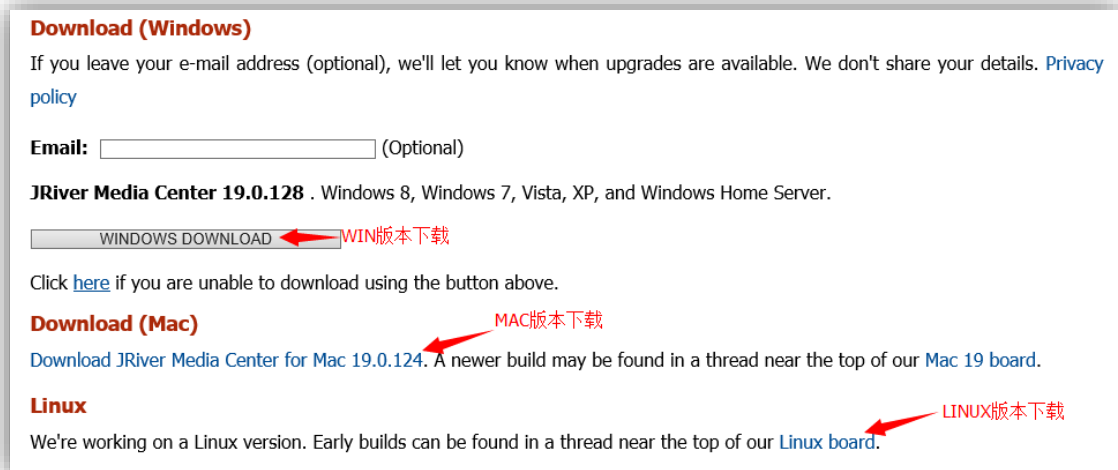 Download (Windows)
If you leave your e-mail address (optional), we'll let you know when upgrades are available. We don't share your details. Privacy
policy
Email: (Optional)
JRiver Media Center 19.0.128 . Windows 8, Windows 7, Vista, XP, and Windows Home Server.
WINDOWS DOWNLOAD WIN版本下载
Click here if you are unable to download using the button above.
Download (Mac) MAC版本下载
Download JRiver Media Center for Mac 19.0.124. A newer build may be found in a thread near the top of our Mac 19 board.
Linux LINUX版本下载
We're working on a Linux version. Early builds can be found in a thread near the top of our Linux board.